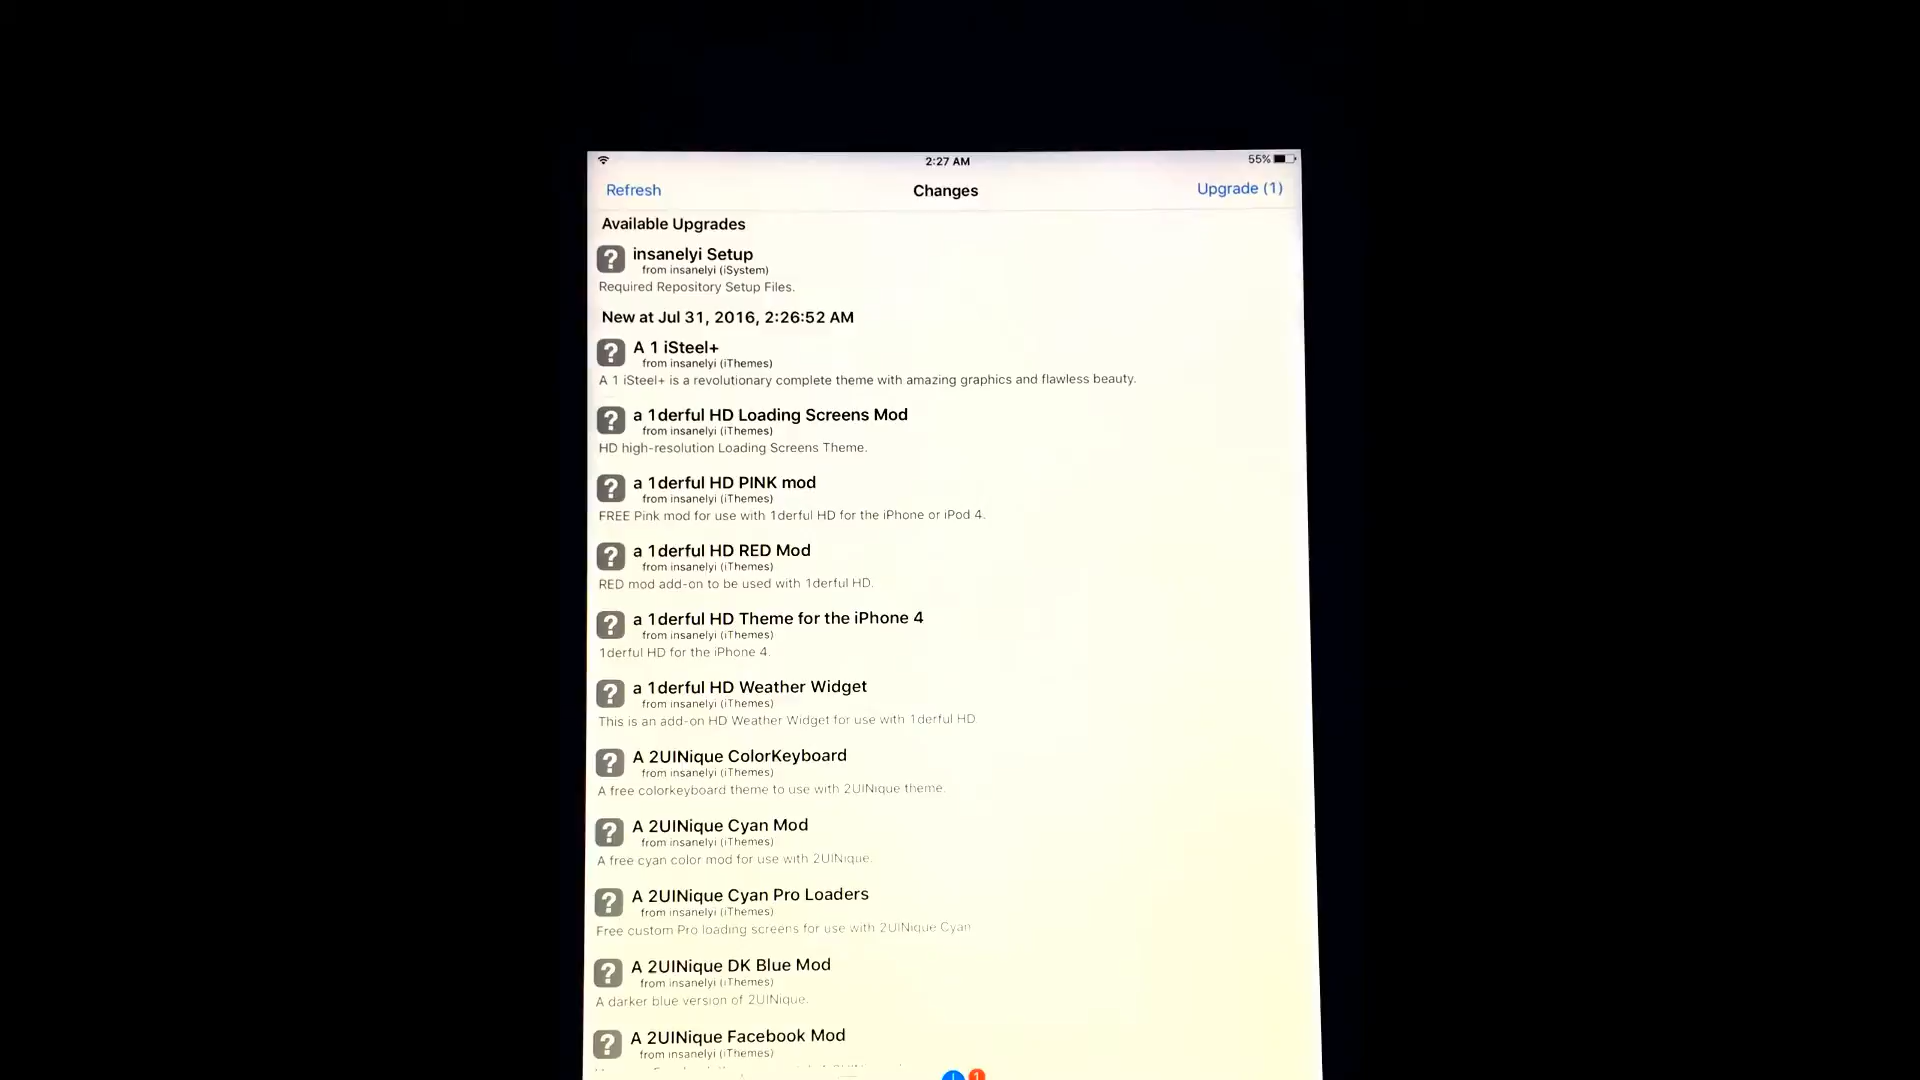 2:27 AM
55%
Refresh
Changes
Upgrade (1)
Available Upgrades
insanelyi Setup
from insanelyi (iSystem)
Required Repository Setup Files.
New at Jul 31, 2016, 2:26:52 AM
A 1 iSteel+
from insanelyi (iThemes)
A 1 iSteel+ is a revolutionary complete theme with amazing graphics and flawless beauty.
a 1derful HD Loading Screens Mod
from insanelyi (iThemes)
HD high-resolution Loading Screens Theme.
a 1derful HD PINK mod
from insanelyi (iThemes)
FREE Pink mod for use with 1derful HD for the iPhone or iPod 4.
a 1derful HD RED Mod
from insanelyi (iThemes)
RED mod add-on to be used with 1derful HD.
a 1derful HD Theme for the iPhone 4
from insanelyi (iThemes)
1derful HD for the iPhone 4.
a 1derful HD Weather Widget
from insanelyi (iThemes)
This is an add-on HD Weather Widget for use with 1derful HD
A 2UINique ColorKeyboard
from insanelyi (iThemes)
A free colorkeyboard theme to use with 2UINique theme.
A 2UINique Cyan Mod
from insanelyi (iThemes)
A free cyan color mod for use with 2UINique.
A 2UINique Cyan Pro Loaders
from insanelyi (iThemes)
Free custom Pro loading screens for use with 2UINique Cyan
A 2UINique DK Blue Mod
from insanelyi (iThemes)
A darker blue version of 2UINique.
A 2UINique Facebook Mod
from insanelyi (iThemes)
1